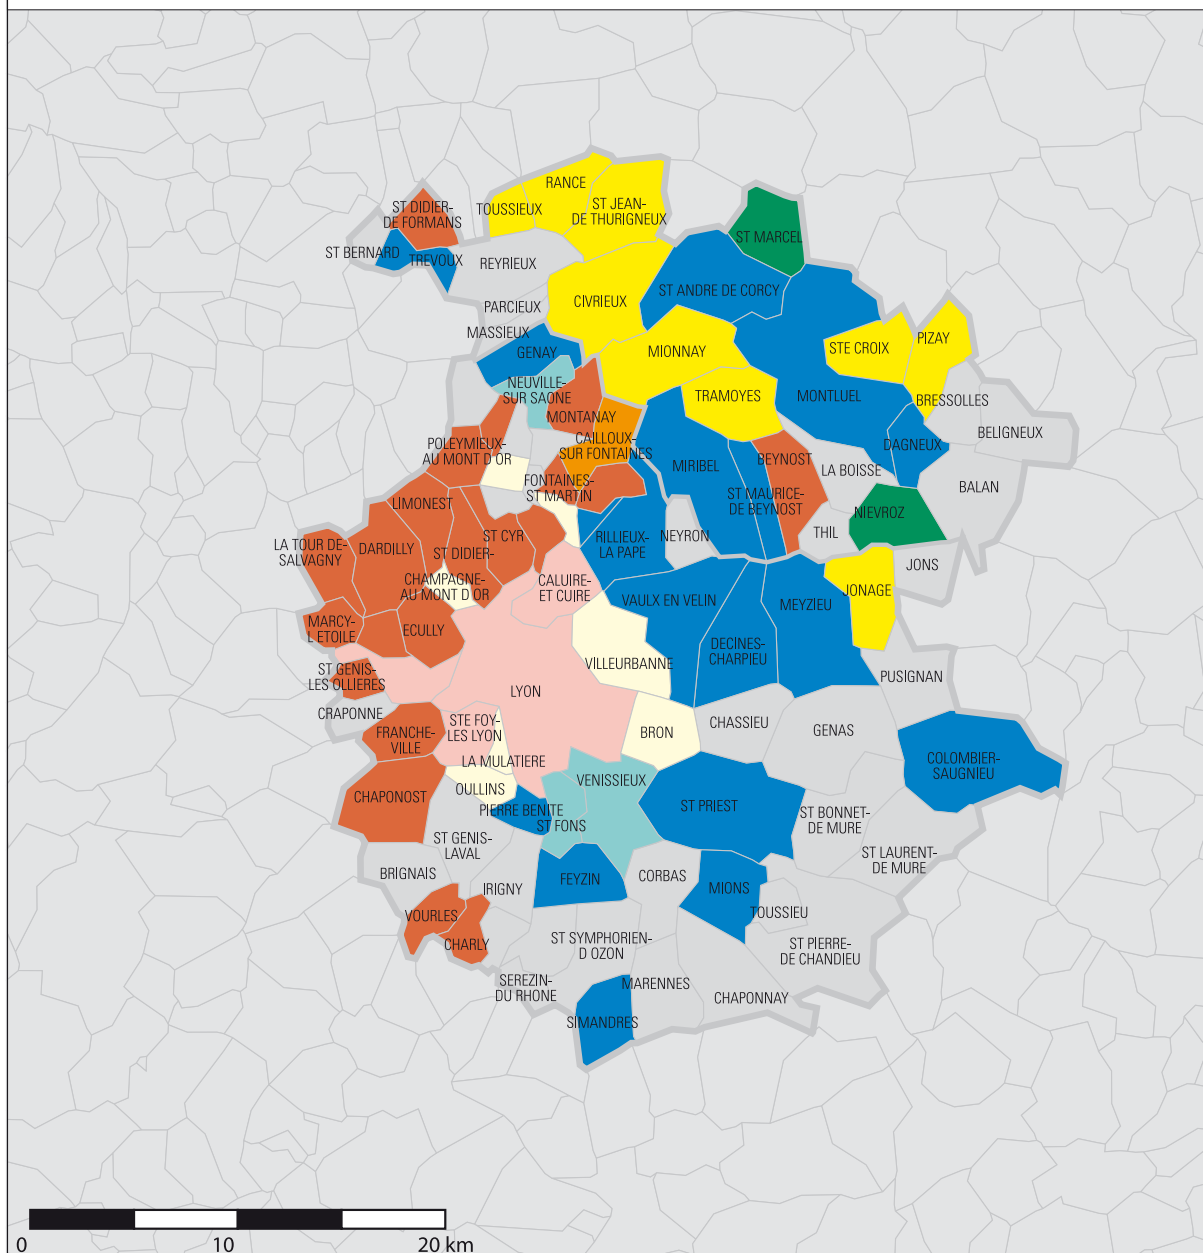 RANCE
ST DIDIER-
DE FORMANS
TOUSSIEUX
ST JEAN-
DE THURIGNEUX
ST MARCEL
ST BERNARD
TREVOUX
REYRIEUX
ST ANDRE DE CORCY
PARCIEUX
CIVRIEUX
MASSIEUX
GENAY
MIONNAY
STE CROIX
PIZAY
NEUVILLE-
SUR SAONE
TRAMOYES
MONTLUEL
BRESSOLLES
MONTANAY
BELIGNEUX
POLEYMIEUX-
AU MONT D'OR
CAILLOUX-
SUR FONTAINES
DAGNEUX
MIRIBEL
BEYNOST
LA BOISSE
FONTAINES-
ST MARTIN
ST MAURICE-
DE BEYNOST
BALAN
LIMONEST
NIEVROZ
ST CYR
RILLIEUX-
LA PAPE
NEYRON
THIL
LA TOUR DE-
SALVAGNY
DARDILLY
ST DIDIER-
JONS
CHAMPAGNE-
AU MONT D'OR
CALUIRE-
ET CUIRE
VAULX EN VELIN
MEYZIEU
JONAGE
MARCY-
L ETOILE
ECULLY
DECINES-
CHARPIEU
ST GENIS-
LES OLLIERES
VILLEURBANNE
PUSIGNAN
LYON
CRAPONNE
FRANCHE-
VILLE
STE FOY-
LES LYON
BRON
CHASSIEU
GENAS
LA MULATIERE
COLOMBIER-
SAUGNIEU
CHAPONOST
OULLINS
VENISSIEUX
PIERRE BENITE
ST FONS
ST PRIEST
ST BONNET-
DE MURE
ST GENIS-
LAVAL
ST LAURENT-
DE MURE
BRIGNAIS
IRIGNY
FEYZIN
CORBAS
MIONS
VOURLES
TOUSSIEU
CHARLY
ST SYMPHORIEN-
D OZON
ST PIERRE-
DE CHANDIEU
SEREZIN-
DU RHONE
MARENNES
CHAPONNAY
SIMANDRES
0 10 20 km